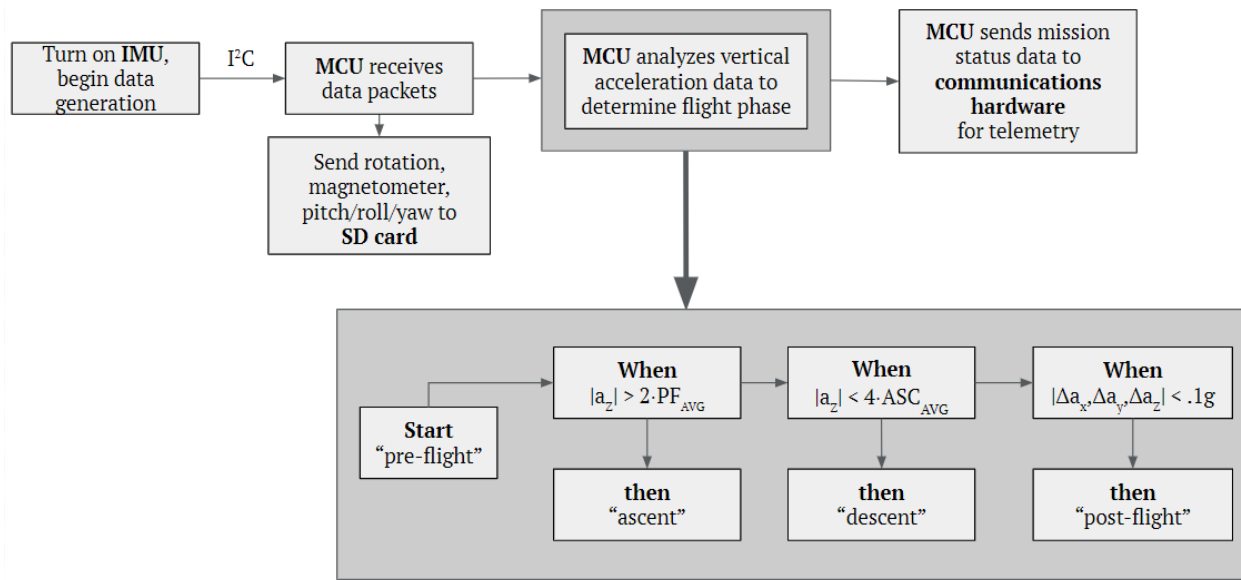 Turn on IMU,
begin data
generation
I²C
MCU receives
data packets
MCU analyzes vertical
acceleration data to
determine flight phase
MCU sends mission
status data to
communications
hardware
for telemetry
Send rotation,
magnetometer,
pitch/roll/yaw to
SD card
Start
“pre-flight”
When
|a_Z| > 2·PF_AVG
then
“ascent”
When
|a_Z| < 4·ASC_AVG
then
“descent”
When
|Δa_x,Δa_y,Δa_z| < .1g
then
“post-flight”